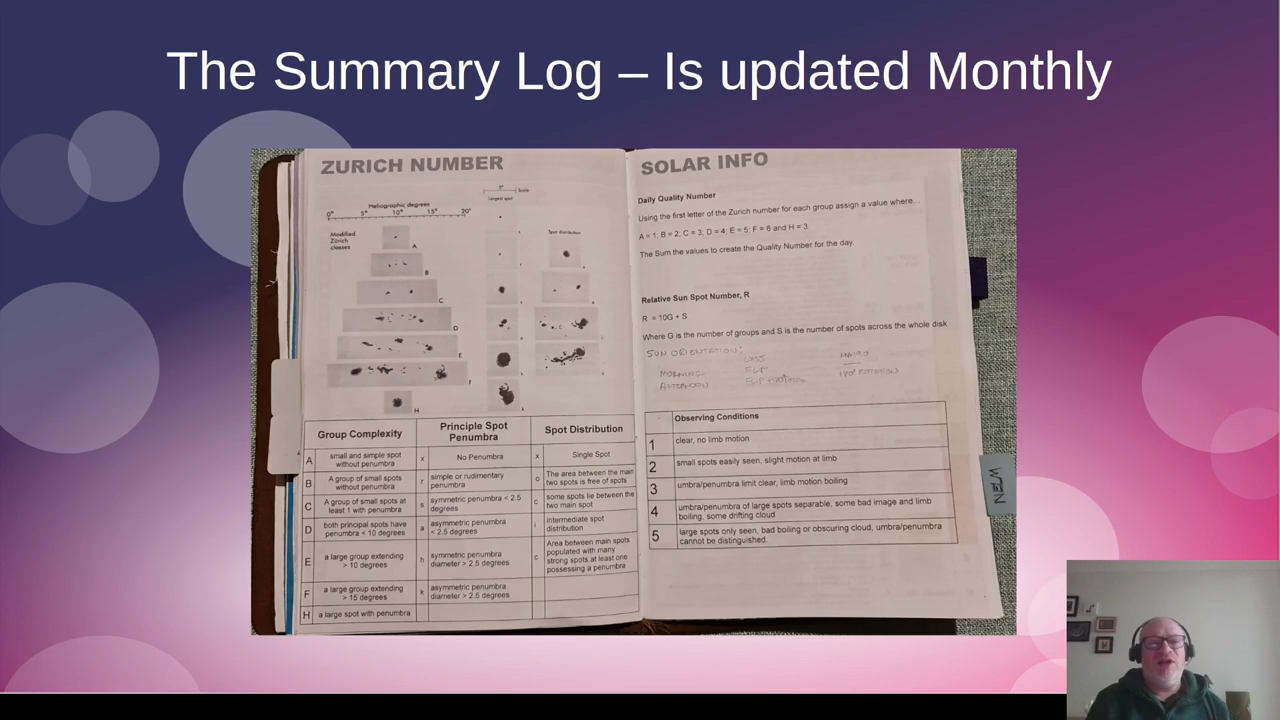 The Summary Log – Is updated Monthly
ZURICH NUMBER
Heliographic degrees
0° 5° 10° 15° 20°
Modified
Zürich
classes
A
B
C
D
E
F
H
Scale
Largest spot
Spot distribution
Group Complexity
Principle Spot
Penumbra
Spot Distribution
A small and simple spot
without penumbra
x No Penumbra
x Single Spot
B A group of small spots
without penumbra
r simple or rudimentary
penumbra
o The area between the main
two spots is free of spots
C A group of small spots at
least 1 with penumbra
s symmetric penumbra < 2.5
degrees
c some spots lie between the
two main spot
D both principal spots have
penumbra < 10 degrees
a asymmetric penumbra
< 2.5 degrees
i intermediate spot
distribution
E a large group extending
> 10 degrees
h symmetric penumbra
diameter > 2.5 degrees
c Area between main spots
populated with many
strong spots at least one
possessing a penumbra
F a large group extending
> 15 degrees
k asymmetric penumbra
diameter > 2.5 degrees
H a large spot with penumbra
SOLAR INFO
Daily Quality Number
Using the first letter of the Zurich number for each group assign a value where..
A = 1; B = 2; C = 3; D = 4; E = 5; F = 6 and H = 3
The Sum the values to create the Quality Number for the day.
Relative Sun Spot Number, R
R = 10G + S
Where G is the number of groups and S is the number of spots across the whole disk
SUN ORIENTATION:
MORNING FLIP
AFTERNOON
Observing Conditions
1 clear, no limb motion
2 small spots easily seen, slight motion at limb
3 umbra/penumbra limit clear, limb motion boiling
4 umbra/penumbra of large spots separable, some bad image and limb
boiling, some drifting cloud
5 large spots only seen, bad boiling or obscuring cloud, umbra/penumbra
cannot be distinguished.
NELM